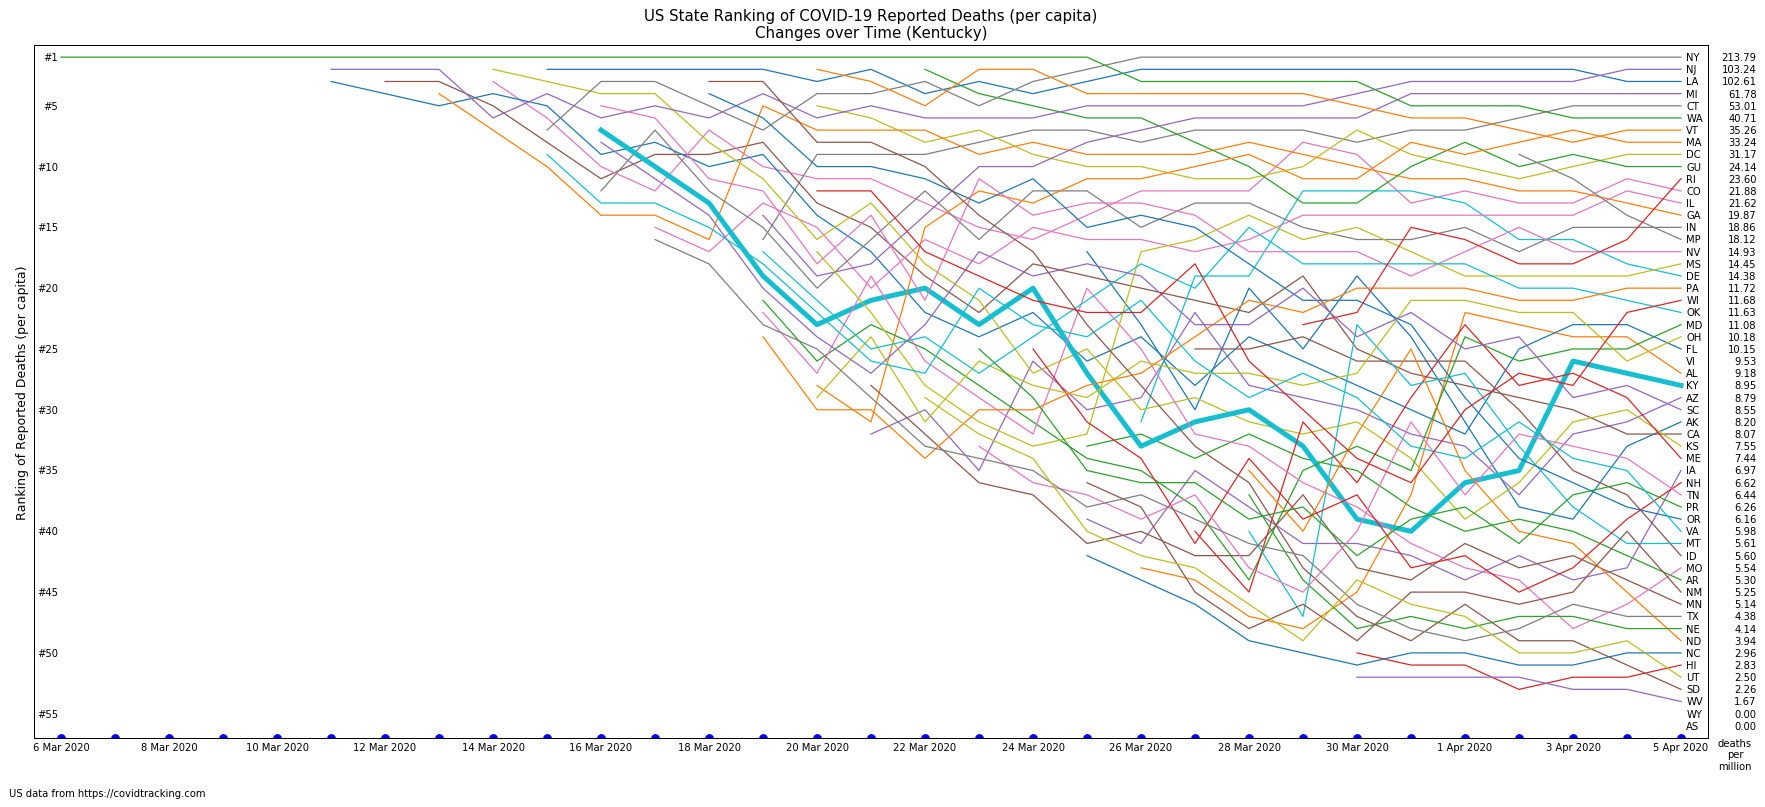 US State Ranking of COVID-19 Reported Deaths (per capita)
Changes over Time (Kentucky)
Ranking of Reported Deaths (per capita)
#1
#5
#10
#15
#20
#25
#30
#35
#40
#45
#50
#55
NY 213.79
NJ 103.24
LA 102.61
MI 61.78
CT 53.01
WA 40.71
VT 35.26
MA 33.24
DC 31.17
GU 24.14
RI 23.60
CO 21.88
IL 21.62
GA 19.87
IN 18.86
MP 18.12
NV 14.93
MS 14.45
DE 14.38
PA 11.72
WI 11.68
OK 11.63
MD 11.08
OH 10.18
FL 10.15
VI 9.53
AL 9.18
KY 8.95
AZ 8.79
SC 8.55
AK 8.20
CA 8.07
KS 7.55
ME 7.44
IA 6.97
NH 6.62
TN 6.44
PR 6.26
OR 6.16
VA 5.98
MT 5.61
ID 5.60
MO 5.54
AR 5.30
NM 5.25
MN 5.14
TX 4.38
NE 4.14
ND 3.94
NC 2.96
HI 2.83
UT 2.50
SD 2.26
WV 1.67
WY 0.00
AS 0.00
6 Mar 2020 8 Mar 2020 10 Mar 2020 12 Mar 2020 14 Mar 2020 16 Mar 2020 18 Mar 2020 20 Mar 2020 22 Mar 2020 24 Mar 2020 26 Mar 2020 28 Mar 2020 30 Mar 2020 1 Apr 2020 3 Apr 2020 5 Apr 2020
deaths
per
million
US data from https://covidtracking.com